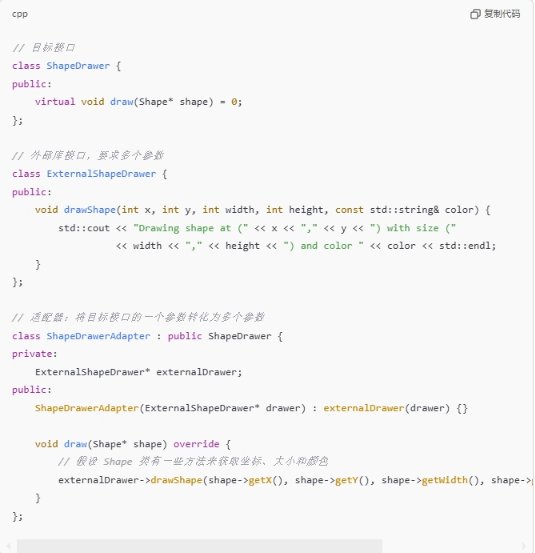 cpp
复制代码
// 目标接口
class ShapeDrawer {
public:
    virtual void draw(Shape* shape) = 0;
};
// 外部库接口，要求多个参数
class ExternalShapeDrawer {
public:
    void drawShape(int x, int y, int width, int height, const std::string& color) {
        std::cout << "Drawing shape at (" << x << "," << y << ") with size ("
                  << width << "," << height << ") and color " << color << std::endl;
    }
};
// 适配器：将目标接口的一个参数转化为多个参数
class ShapeDrawerAdapter : public ShapeDrawer {
private:
    ExternalShapeDrawer* externalDrawer;
public:
    ShapeDrawerAdapter(ExternalShapeDrawer* drawer) : externalDrawer(drawer) {}
    void draw(Shape* shape) override {
        // 假设 Shape 类有一些方法来获取坐标、大小和颜色
        externalDrawer->drawShape(shape->getX(), shape->getY(), shape->getWidth(), shape->
    }
};